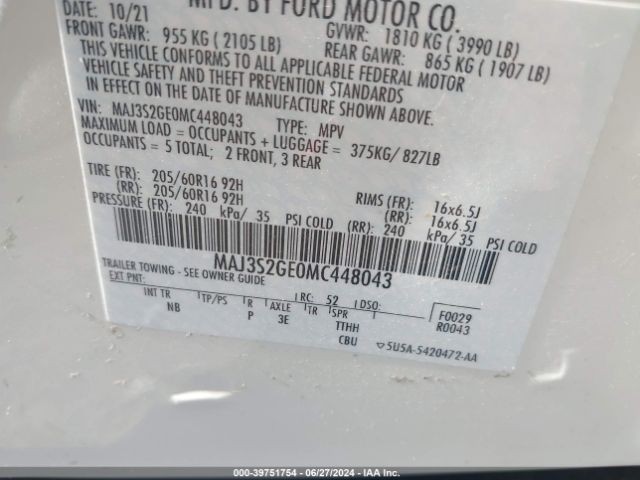 DATE: 10/21 MFD. BY FORD MOTOR CO.
FRONT GAWR: 955 KG ( 2105 LB) GVWR: 1810 KG ( 3990 LB)
REAR GAWR: 865 KG ( 1907 LB)
THIS VEHICLE CONFORMS TO ALL APPLICABLE FEDERAL MOTOR
VEHICLE SAFETY AND THEFT PREVENTION STANDARDS
IN EFFECT ON THE DATE OF MANUFACTURE SHOWN ABOVE.
VIN: MAJ3S2GE0MC448043 TYPE: MPV
MAXIMUM LOAD = OCCUPANTS + LUGGAGE = 375KG/ 827LB
OCCUPANTS = 5 TOTAL; 2 FRONT, 3 REAR
TIRE (FR): 205/60R16 92H RIMS (FR): 16x6.5J
(RR): 205/60R16 92H (RR): 16x6.5J
PRESSURE (FR): 240 kPa/ 35 PSI COLD (RR): 240 kPa/ 35 PSI COLD
MAJ3S2GE0MC448043
TRAILER TOWING - SEE OWNER GUIDE
EXT PNT: RC: 52 DSO:
INT TR TP/PS R AXLE TR SPR F0029
NB P 3E TTHH R0043
CBU 5U5A-5420472-AA
000-39751754 | 06/27/2024 - IAA Inc.